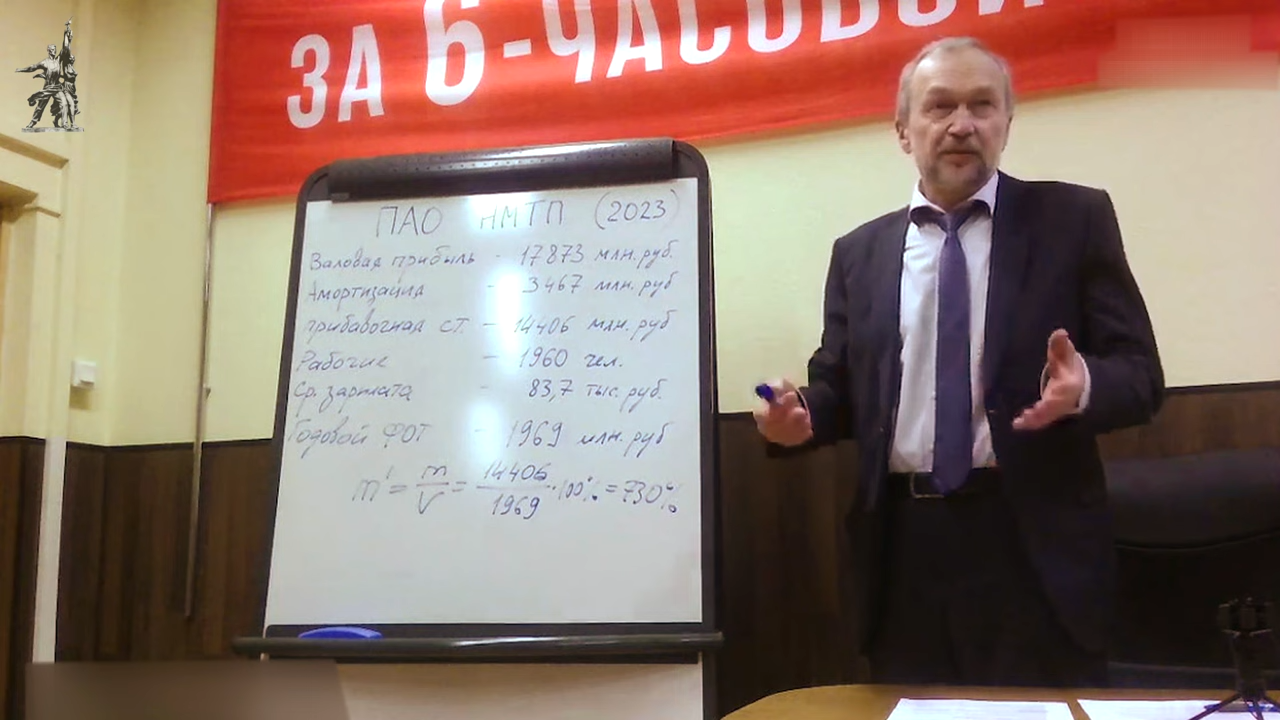 ЗА 6-ЧАСОВОЙ
ПАО НМТП (2023)
Валовая прибыль - 17873 млн.руб.
Амортизация - 3467 млн.руб
прибавочная ст. - 14406 млн.руб
Рабочие - 1960 чел.
Ср. зарплата - 83,7 тыс.руб.
Годовой ФОТ - 1969 млн.руб
m' = m/v = 14406/1969 · 100% = 730%